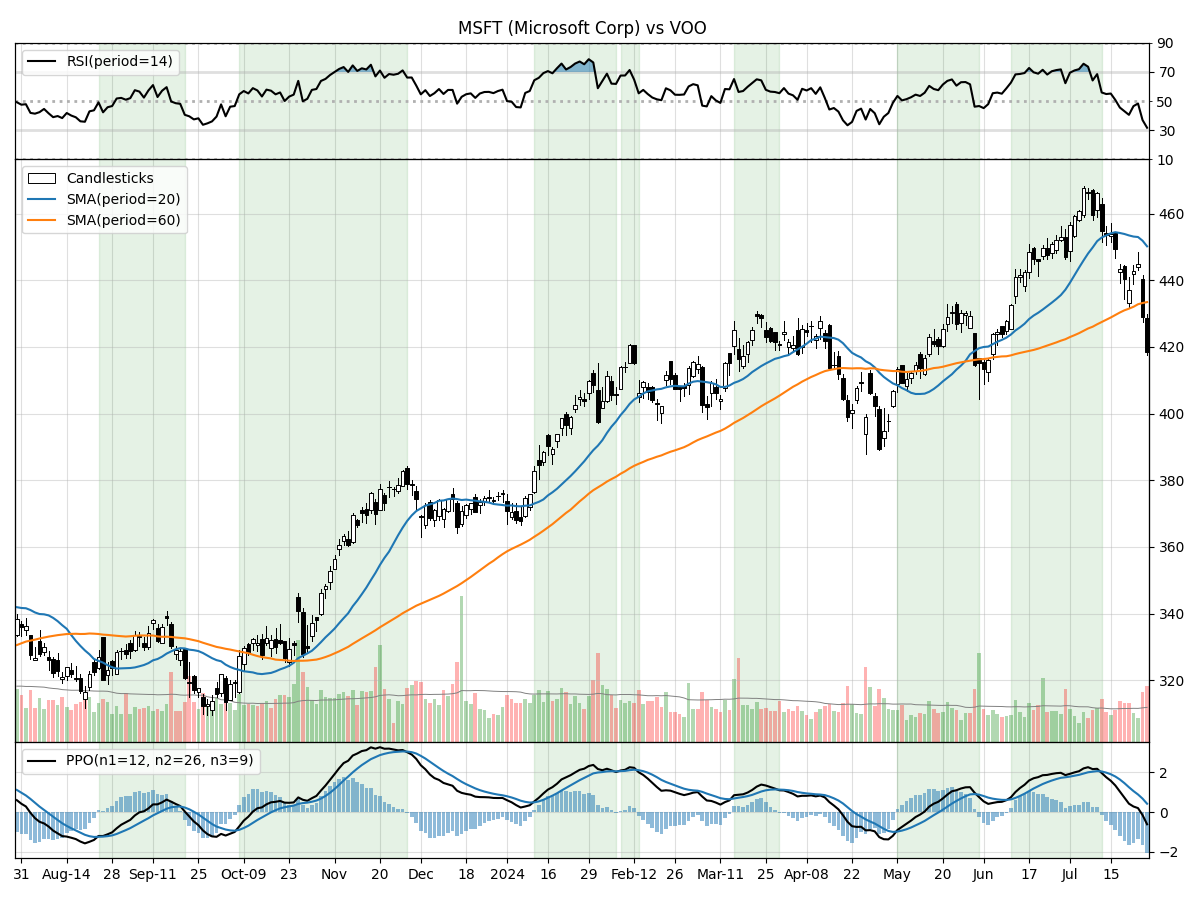 MSFT (Microsoft Corp) vs VOO
RSI(period=14)
90
70
50
30
10
Candlesticks
SMA(period=20)
SMA(period=60)
460
440
420
400
380
360
340
320
PPO(n1=12, n2=26, n3=9)
2
0
−2
31 Aug-14 28 Sep-11 25 Oct-09 23 Nov 20 Dec 18 2024 16 29 Feb-12 26 Mar-11 25 Apr-08 22 May 20 Jun 17 Jul 15